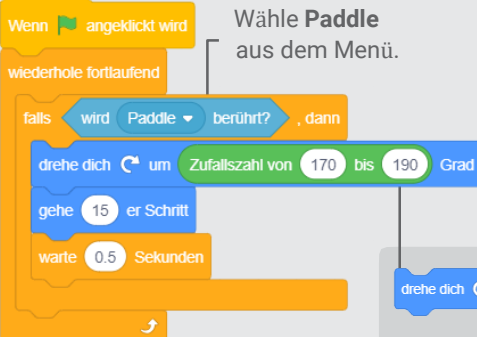 Wähle Paddle
Wenn angeklickt wird
aus dem Menü.
wiederhole fortlaufend
falls wird Paddle berührt? , dann
drehe dich um Zufallszahl von 170 bis 190 Grad
gehe 15 er Schritt
warte 0.5 Sekunden
drehe dich